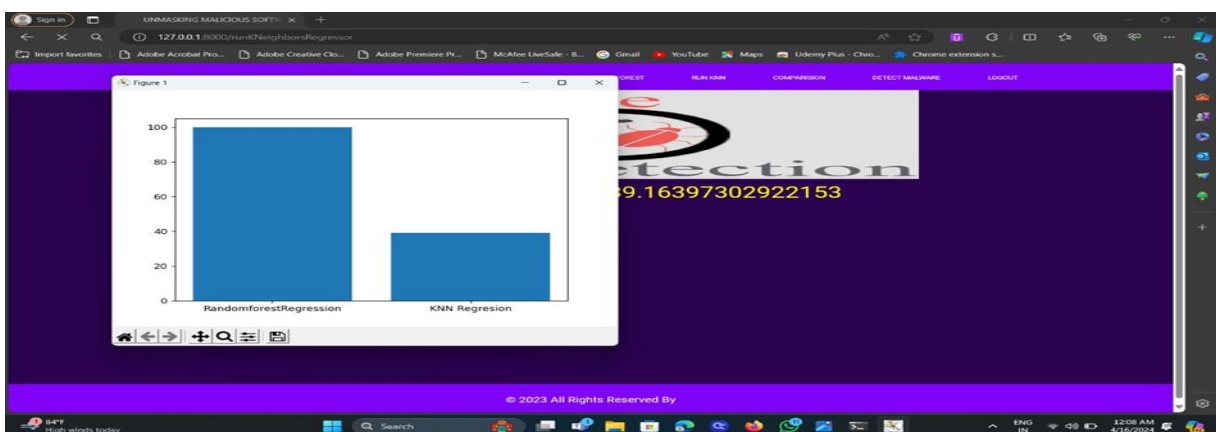 Sign in
UNMASKING MALICIOUS SOFTW
127.0.0.1:8000/runKNeighborsRegressor
Import favorites Adobe Acrobat Pro... Adobe Creative Clo... Adobe Premiere Pr... McAfee LiveSafe - 8... Gmail YouTube Maps Udemy Plus - Chro... Chrome extension s...
OREST RUN KNN COMPARISION DETECT MALWARE LOGOUT
Figure 1
100
80
60
40
20
0
RandomforestRegression KNN Regresion
e
etection
39.16397302922153
© 2023 All Rights Reserved By
84°F
High winds today
Search
ENG
IN
12:08 AM
4/16/2024